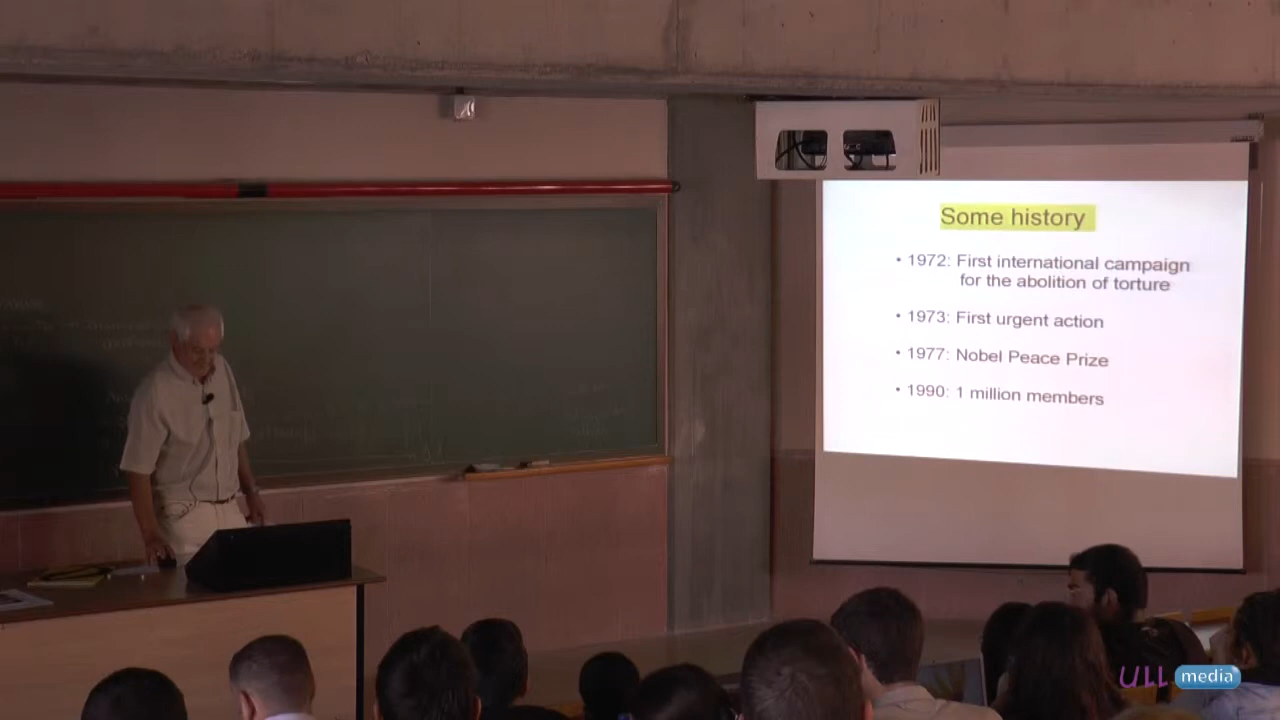 Some history
• 1972: First international campaign
for the abolition of torture
• 1973: First urgent action
• 1977: Nobel Peace Prize
• 1990: 1 million members
ULL media